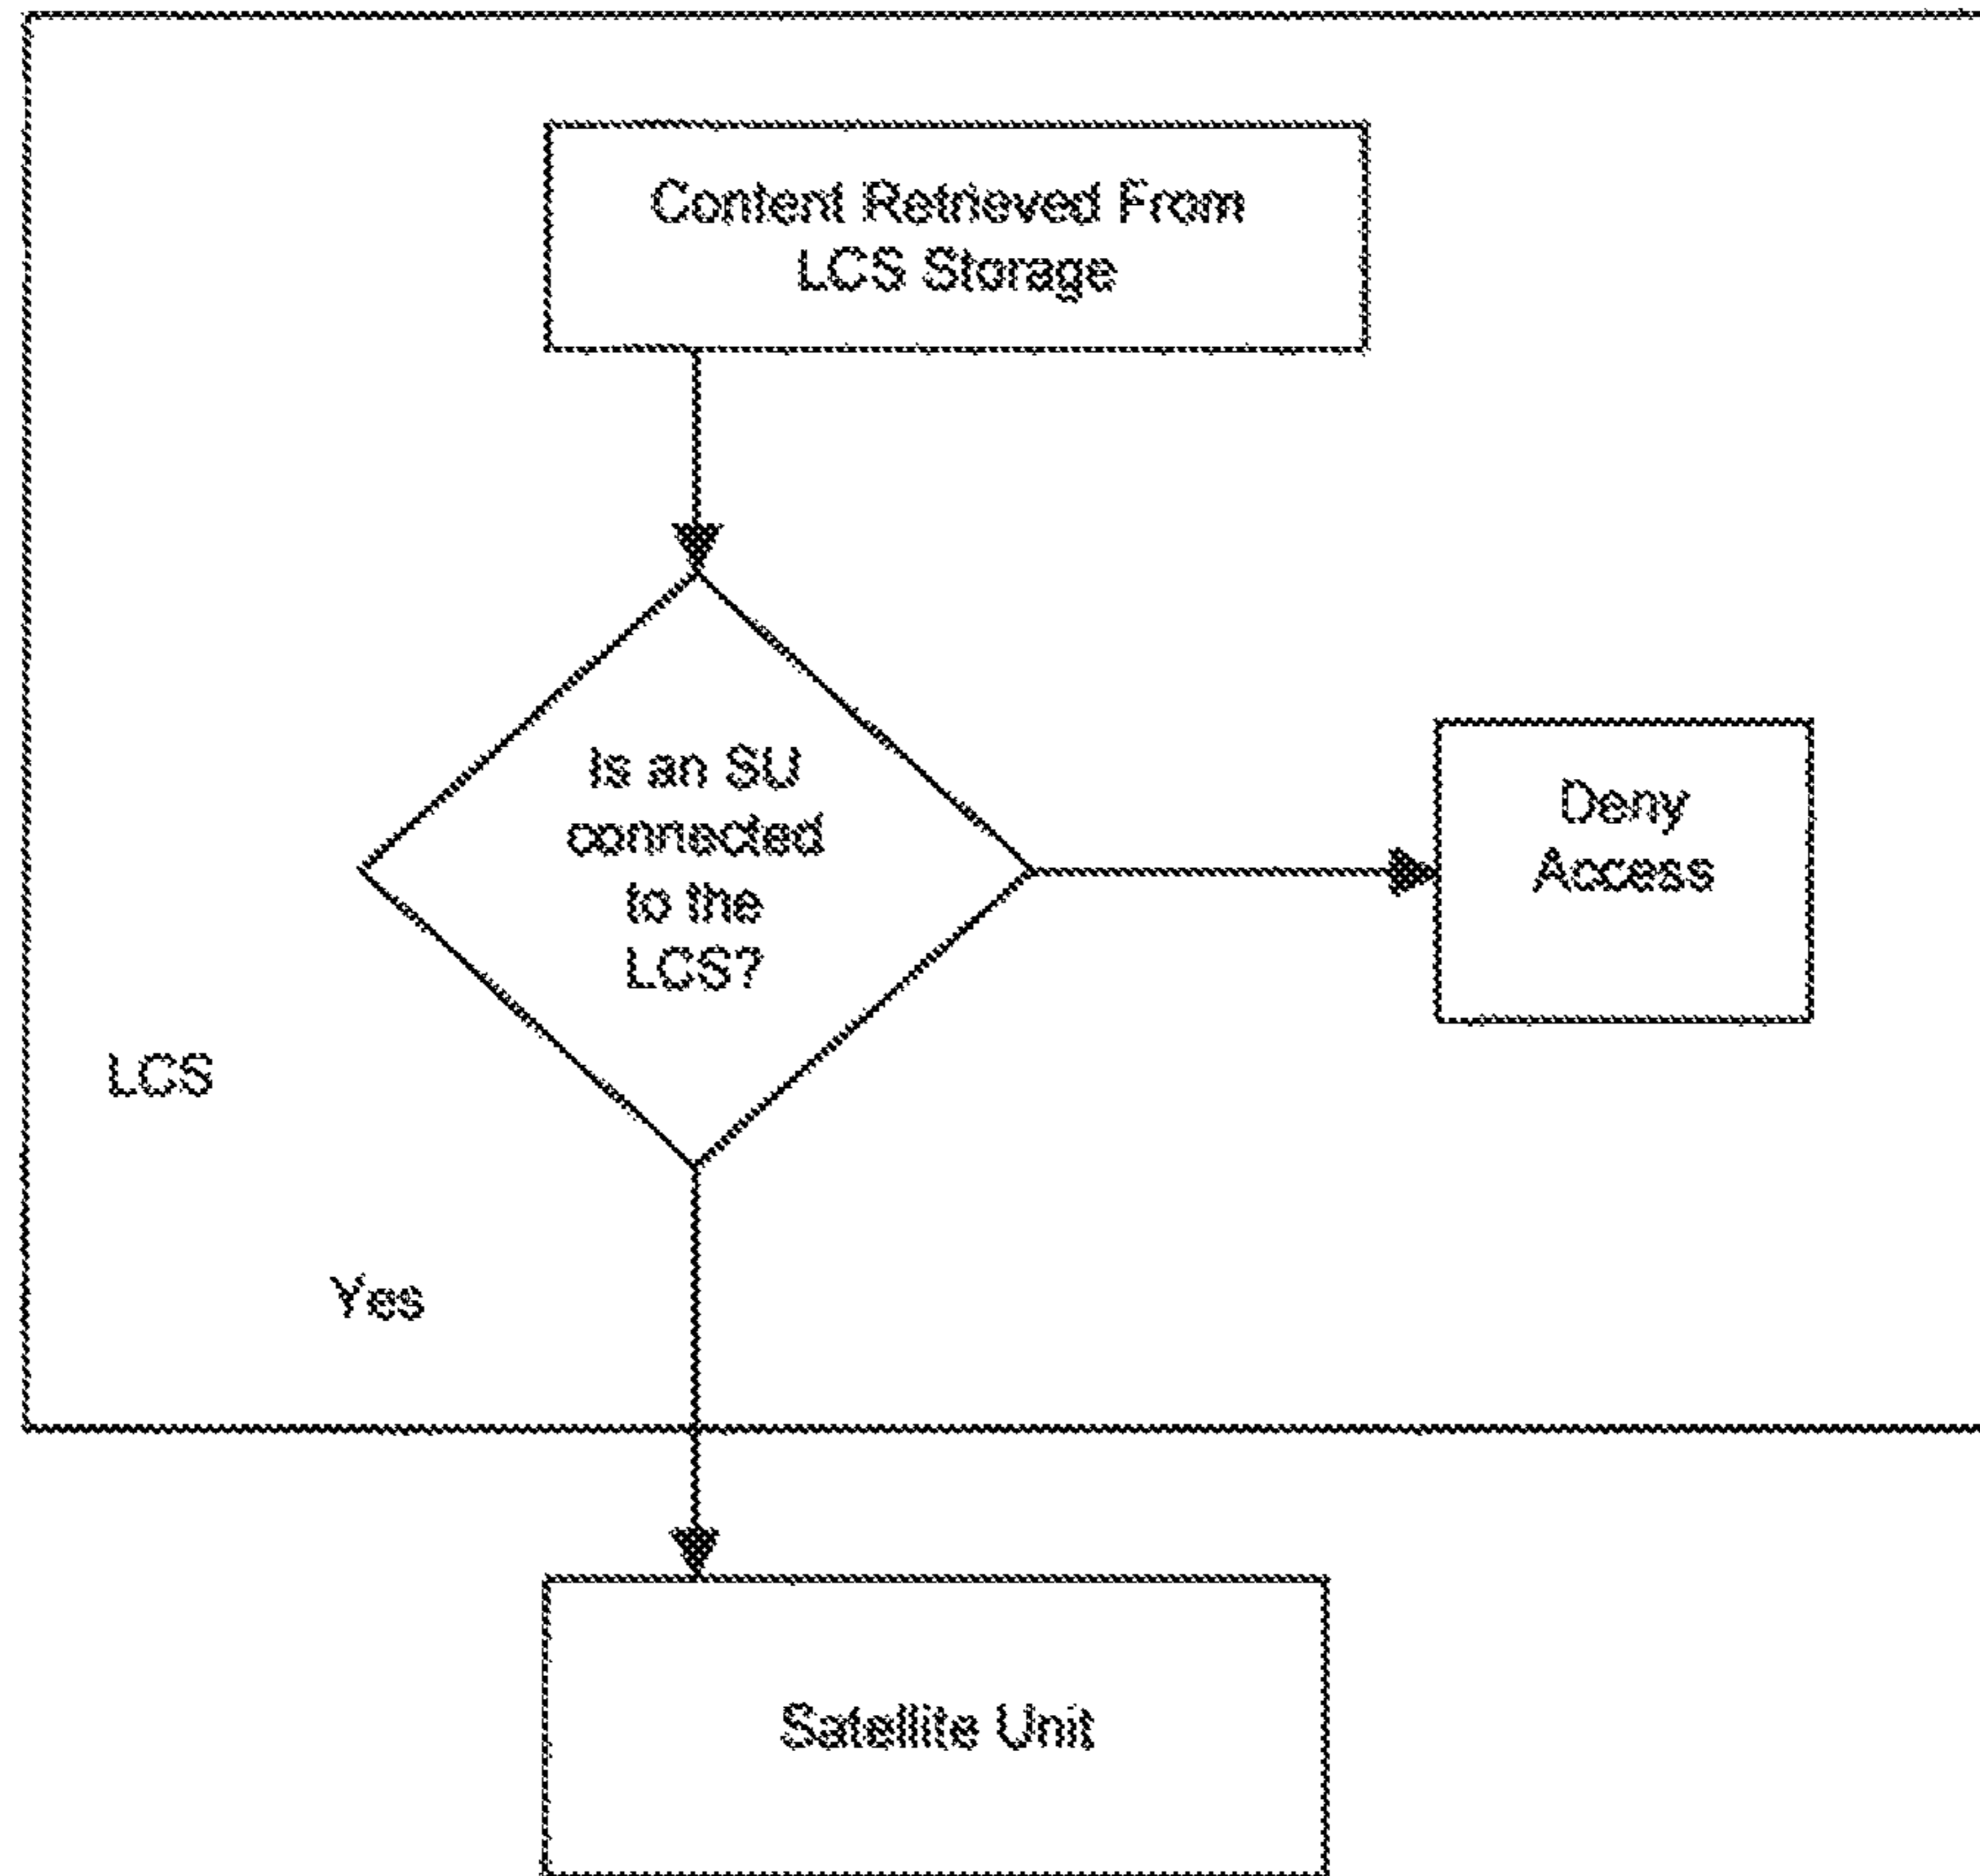 Content Retrieved From
LCS Storage
Is an SU
connected
to the
LCS?
Deny
Access
LCS
Yes
Satellite Unit